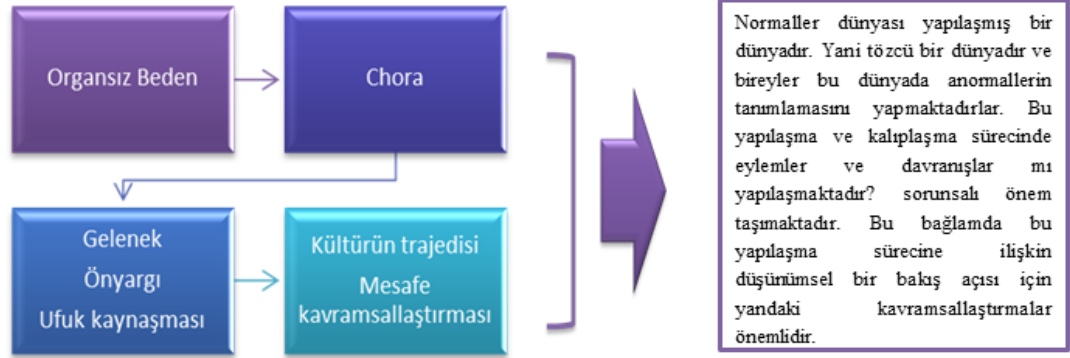 Organsız Beden
Chora
Gelenek
Önyargı
Ufuk kaynaşması
Kültürün trajedisi
Mesafe
kavramsallaştırması
Normaller dünyası yapılaşmış bir
dünyadır. Yani tözcü bir dünyadır ve
bireyler bu dünyada anormallerin
tanımlamasını yapmaktadırlar. Bu
yapılaşma ve kalıplaşma sürecinde
eylemler ve davranışlar mı
yapılaşmaktadır? sorunsalı önem
taşımaktadır. Bu bağlamda bu
yapılaşma sürecine ilişkin
düşünümsel bir bakış açısı için
yandaki kavramsallaştırmalar
önemlidir.